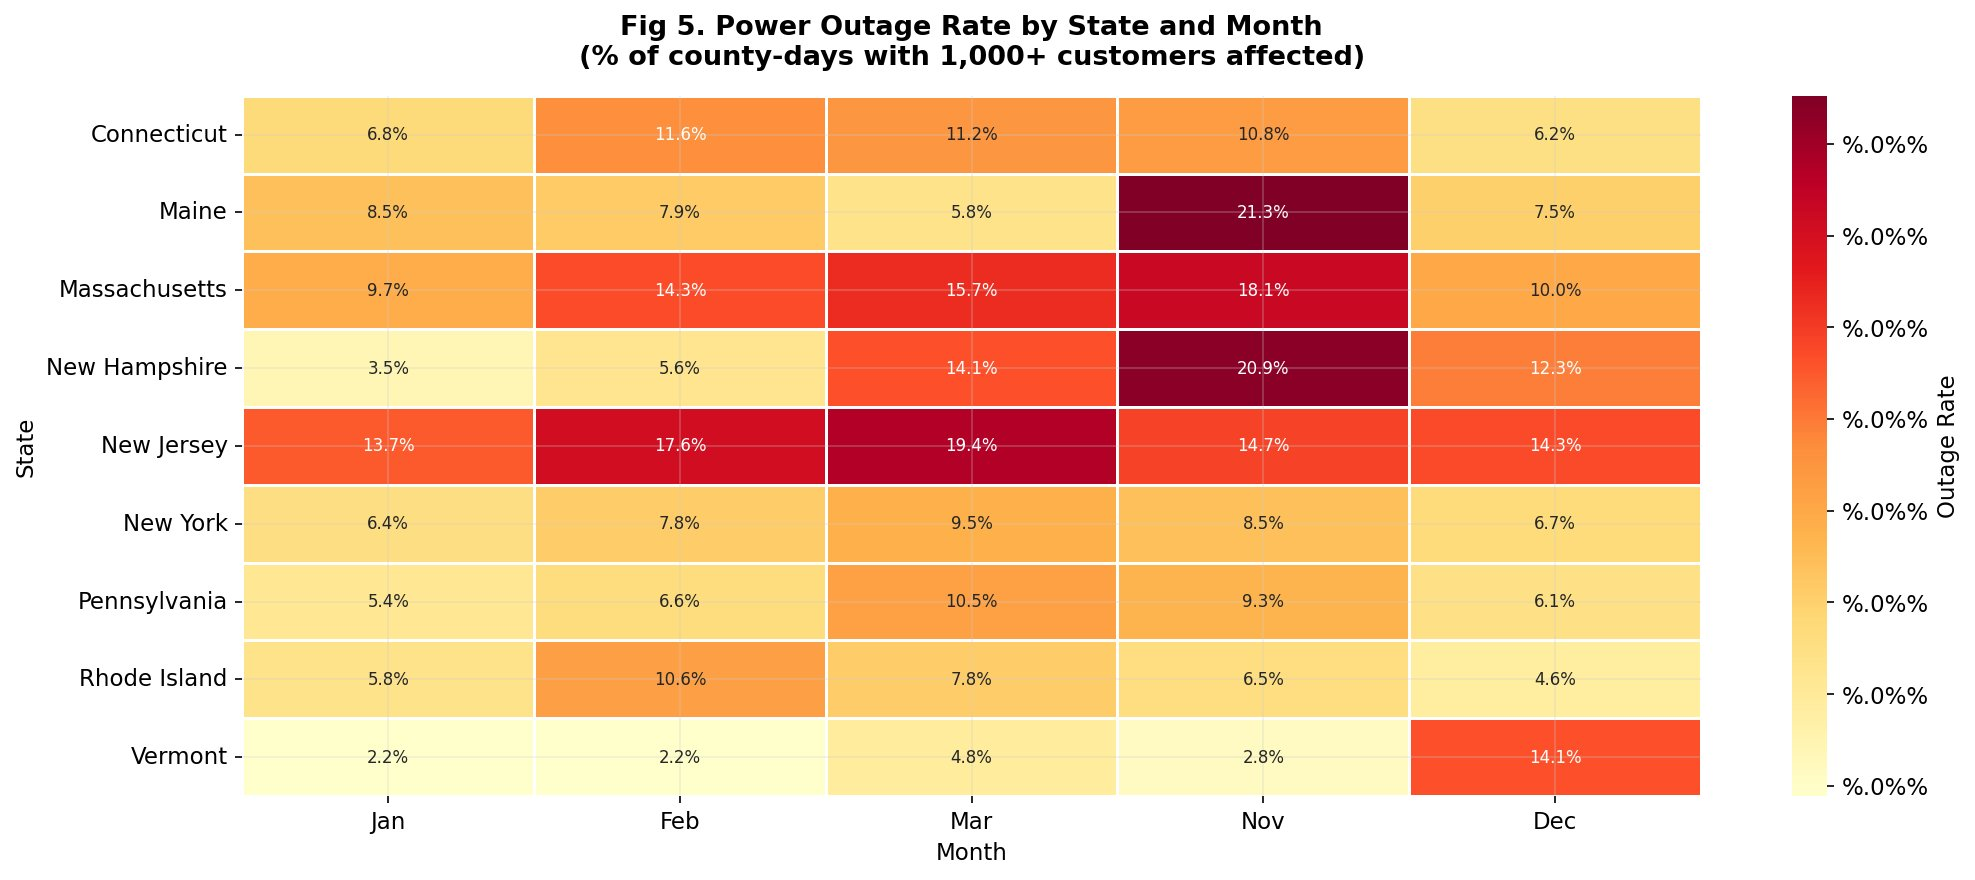 Fig 5. Power Outage Rate by State and Month
(% of county-days with 1,000+ customers affected)
Connecticut 6.8% 11.6% 11.2% 10.8% 6.2%
Maine 8.5% 7.9% 5.8% 21.3% 7.5%
Massachusetts 9.7% 14.3% 15.7% 18.1% 10.0%
New Hampshire 3.5% 5.6% 14.1% 20.9% 12.3%
New Jersey 13.7% 17.6% 19.4% 14.7% 14.3%
New York 6.4% 7.8% 9.5% 8.5% 6.7%
Pennsylvania 5.4% 6.6% 10.5% 9.3% 6.1%
Rhode Island 5.8% 10.6% 7.8% 6.5% 4.6%
Vermont 2.2% 2.2% 4.8% 2.8% 14.1%
Jan Feb Mar Nov Dec
Month
State
%.0%%
%.0%%
%.0%%
%.0%%
%.0%%
%.0%%
%.0%%
%.0%%
Outage Rate